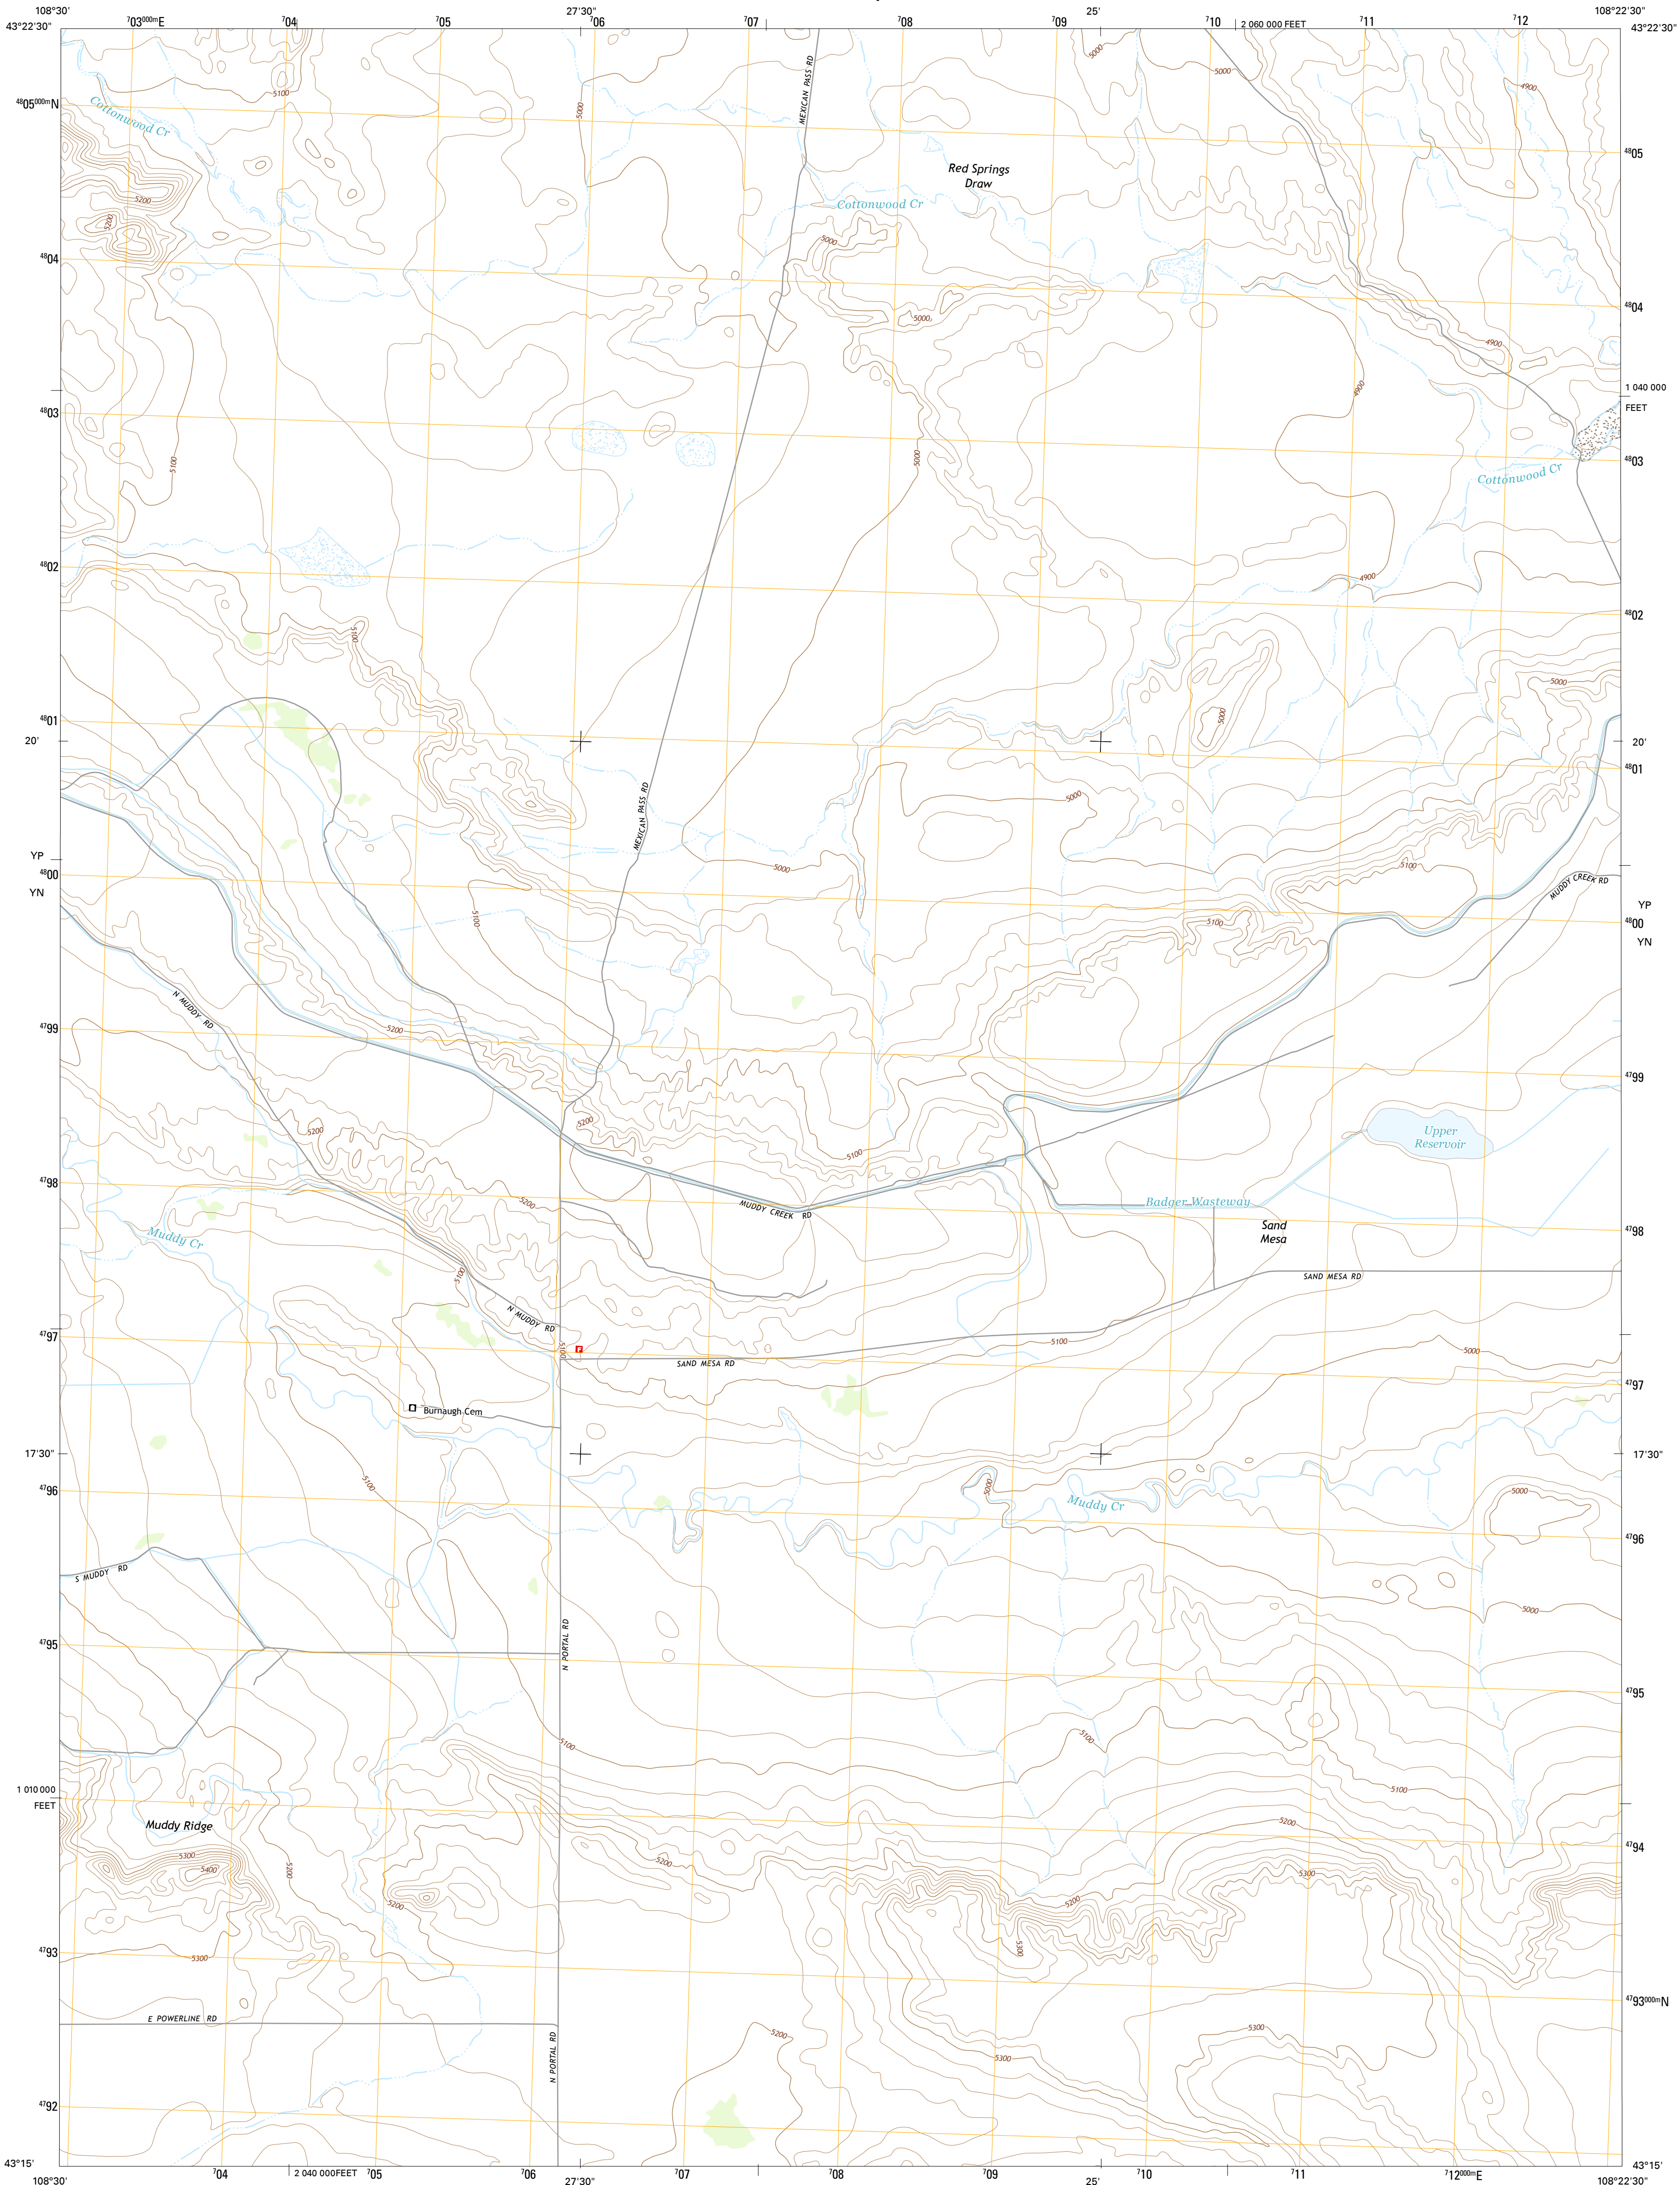 108°30'
⁷03⁰⁰⁰ᵐE
⁷04
⁷05
27'30"
⁷06
⁷07
⁷08
⁷09
25'
⁷10
2 060 000 FEET
⁷11
⁷12
108°22'30"
43°22'30"
43°22'30"
5000
5000
4900
5100
5000
MEXICAN PASS RD
⁴⁸05⁰⁰⁰ᵐN
Cottonwood Cr
⁴⁸05
Red Springs
Draw
5200
Cottonwood Cr
5200
5000
⁴⁸04
⁴⁸04
5000
4900
4900
1 040 000
FEET
⁴⁸03
5100
5000
⁴⁸03
Cottonwood Cr
⁴⁸02
4900
⁴⁸02
5100
5000
5000
⁴⁸01
20'
20'
⁴⁸01
5000
MEXICAN PASS RD
YP
⁴⁸00
YN
5000
5100
MUDDY CREEK RD
YP
⁴⁸00
YN
5100
5100
N MUDDY RD
⁴⁷99
5200
⁴⁷99
5200
5200
Upper
Reservoir
5100
⁴⁷98
5200
MUDDY CREEK RD
Badger Wasteway
Sand
Mesa
⁴⁷98
Muddy Cr
5100
SAND MESA RD
N MUDDY RD
⁴⁷97
5100
F
SAND MESA RD
5100
5000
⁴⁷97
Burnaugh Cem
17'30"
17'30"
5100
5000
⁴⁷96
Muddy Cr
5000
⁴⁷96
S MUDDY RD
5000
⁴⁷95
N PORTAL RD
⁴⁷95
5100
5100
1 010 000
FEET
5100
Muddy Ridge
5200
⁴⁷94
5300
5400
5200
5200
5300
5200
5200
5300
⁴⁷93
5300
⁴⁷93⁰⁰⁰ᵐN
E POWERLINE RD
N PORTAL RD
5200
5300
5300
⁴⁷92
43°15'
43°15'
108°30'
⁷04
2 040 000FEET
⁷05
⁷06
27'30"
⁷07
⁷08
⁷09
25'
⁷10
⁷11
⁷12⁰⁰⁰ᵐE
108°22'30"